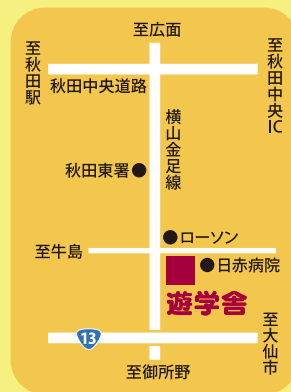 至広面
至秋田駅
至秋田中央IC
秋田中央道路
横山金足線
秋田東署
ローソン
至牛島
日赤病院
遊学舎
至大仙市
13
至御所野